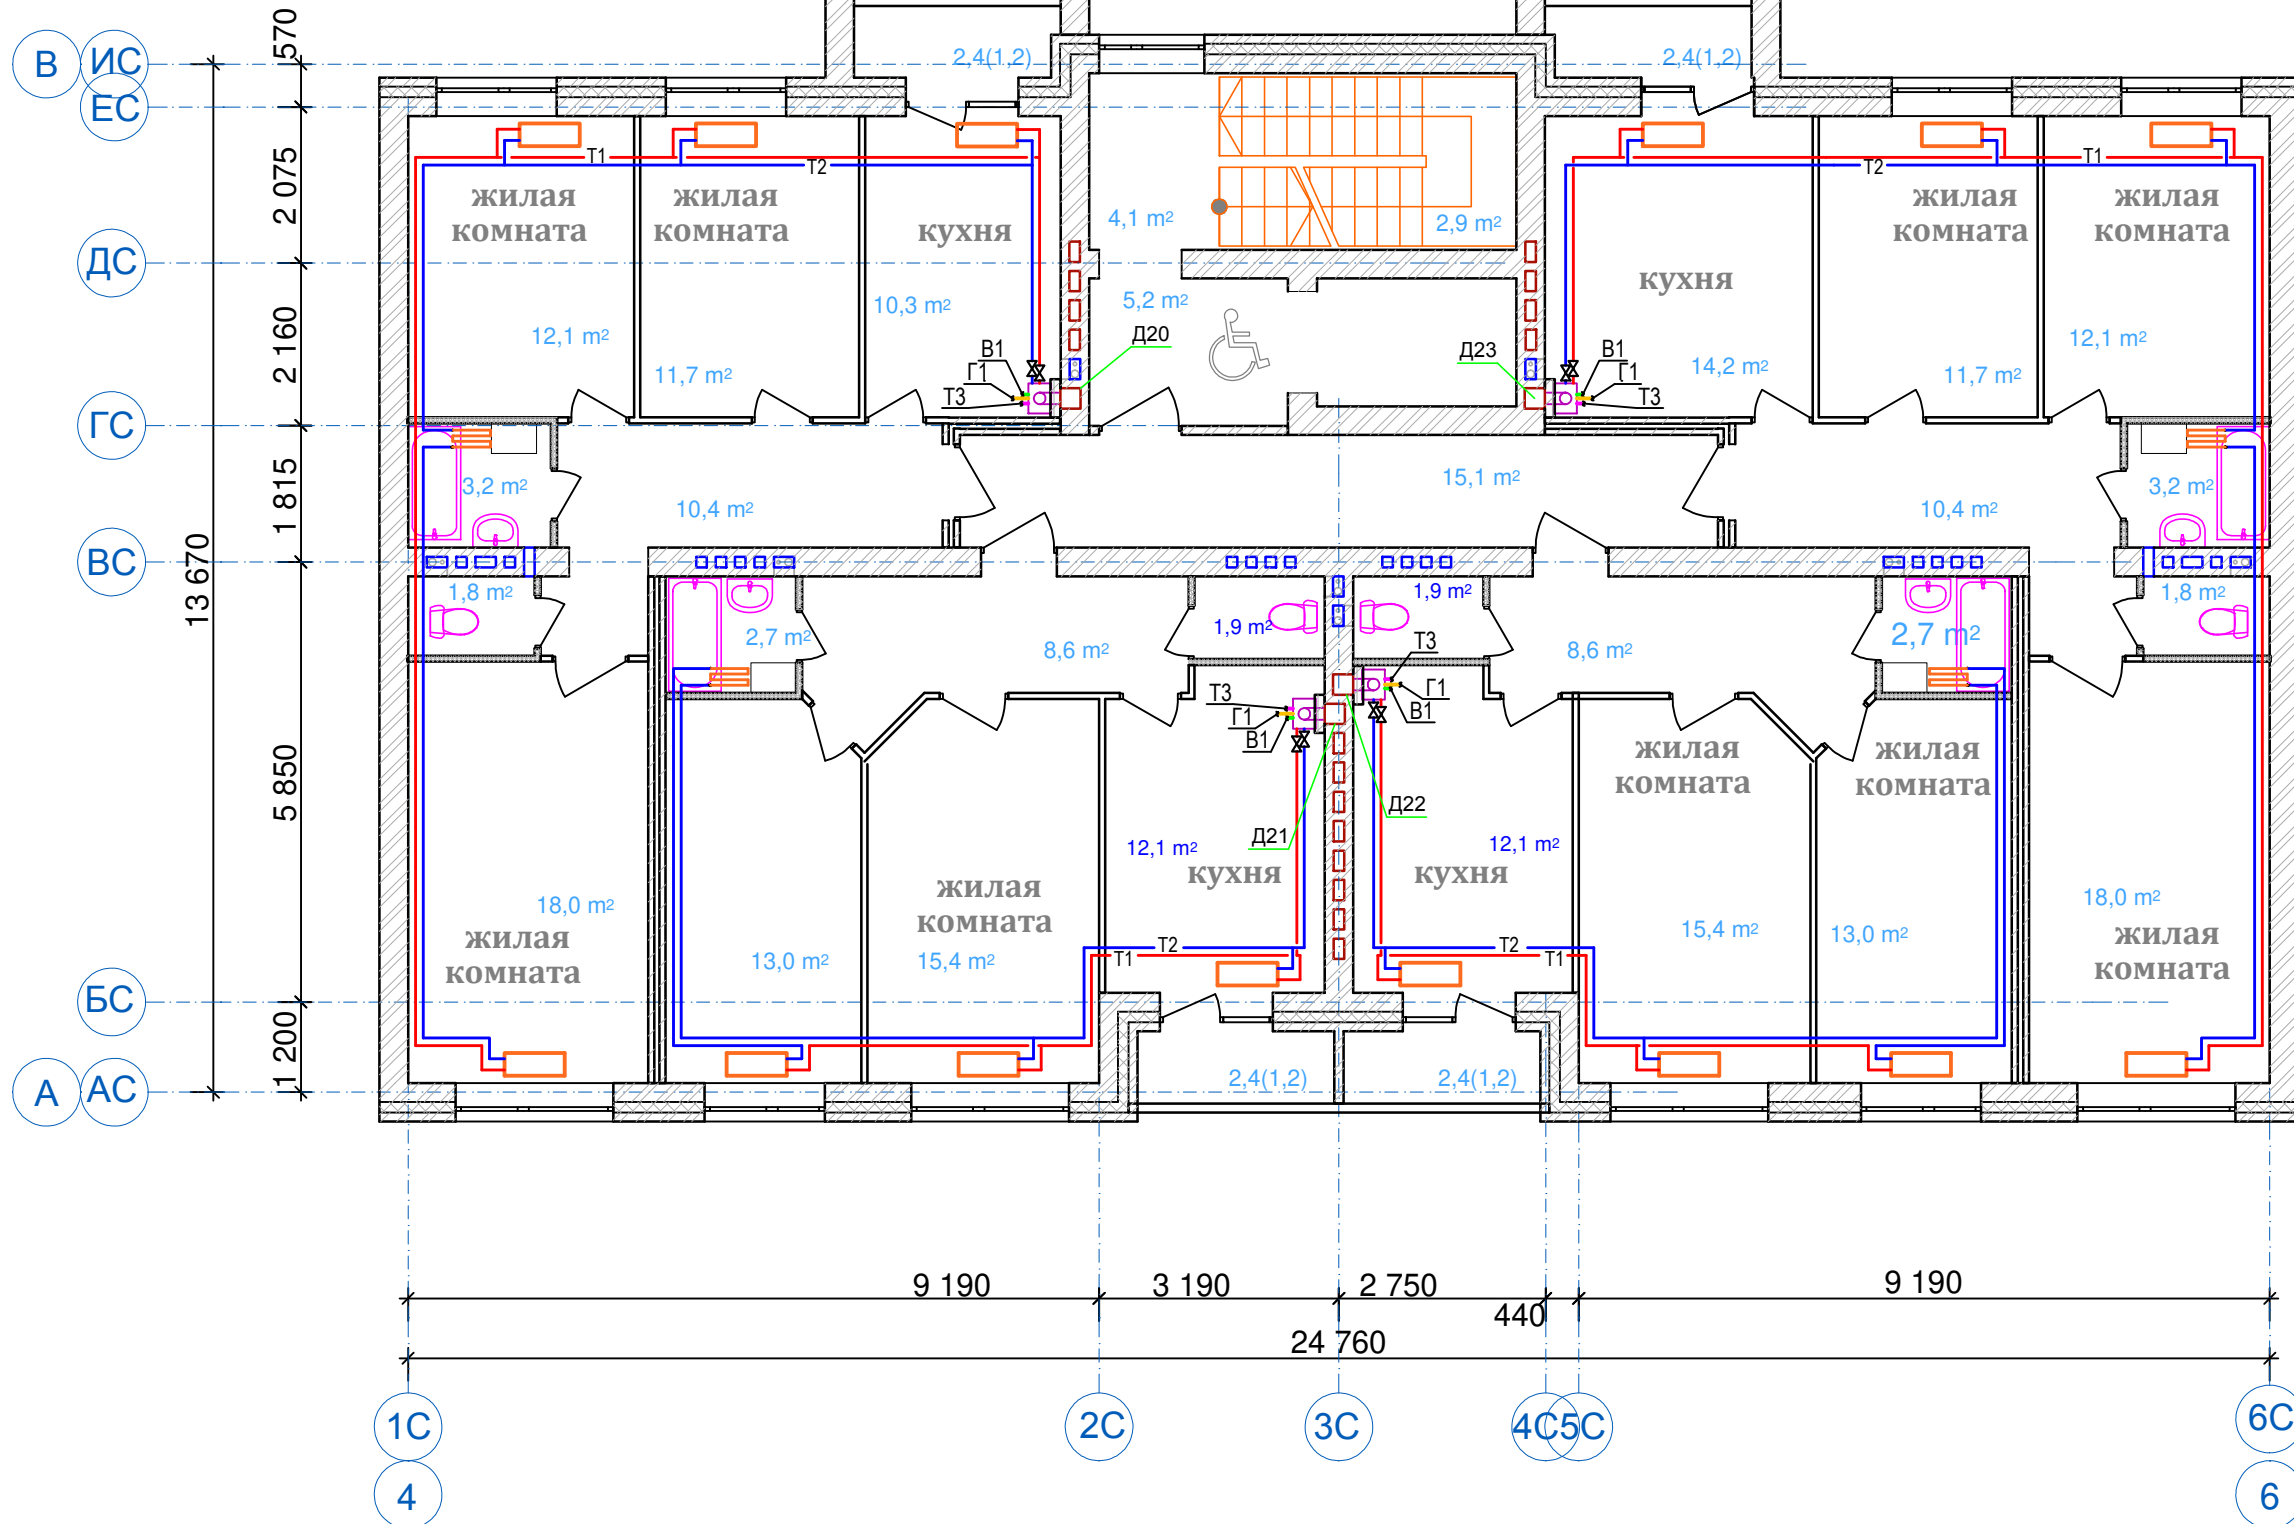 570
В ИС
2,4(1,2)
2,4(1,2)
ЕС
Т1
Т2
Т2
Т1
2 075
жилая
комната
жилая
комната
кухня
4,1 m²
2,9 m²
жилая
комната
жилая
комната
ДС
кухня
5,2 m²
10,3 m²
2 160
12,1 m²
11,7 m²
В1
Г1
Т3
Д20
Д23
В1
Г1
Т3
14,2 m²
11,7 m²
12,1 m²
ГС
1 815
3,2 m²
10,4 m²
15,1 m²
10,4 m²
3,2 m²
13 670
ВС
1,8 m²
2,7 m²
8,6 m²
1,9 m²
1,9 m²
8,6 m²
2,7 m²
1,8 m²
Т3
Г1
В1
Т3
Г1
В1
5 850
жилая
комната
жилая
комната
Д22
Д21
12,1 m²
кухня
12,1 m²
кухня
18,0 m²
жилая
комната
13,0 m²
жилая
комната
15,4 m²
15,4 m²
13,0 m²
18,0 m²
жилая
комната
Т2
Т1
Т2
Т1
БС
1 200
А АС
2,4(1,2)
2,4(1,2)
9 190
3 190
2 750
440
9 190
24 760
1С
2С
3С
4С
5С
6С
4
6